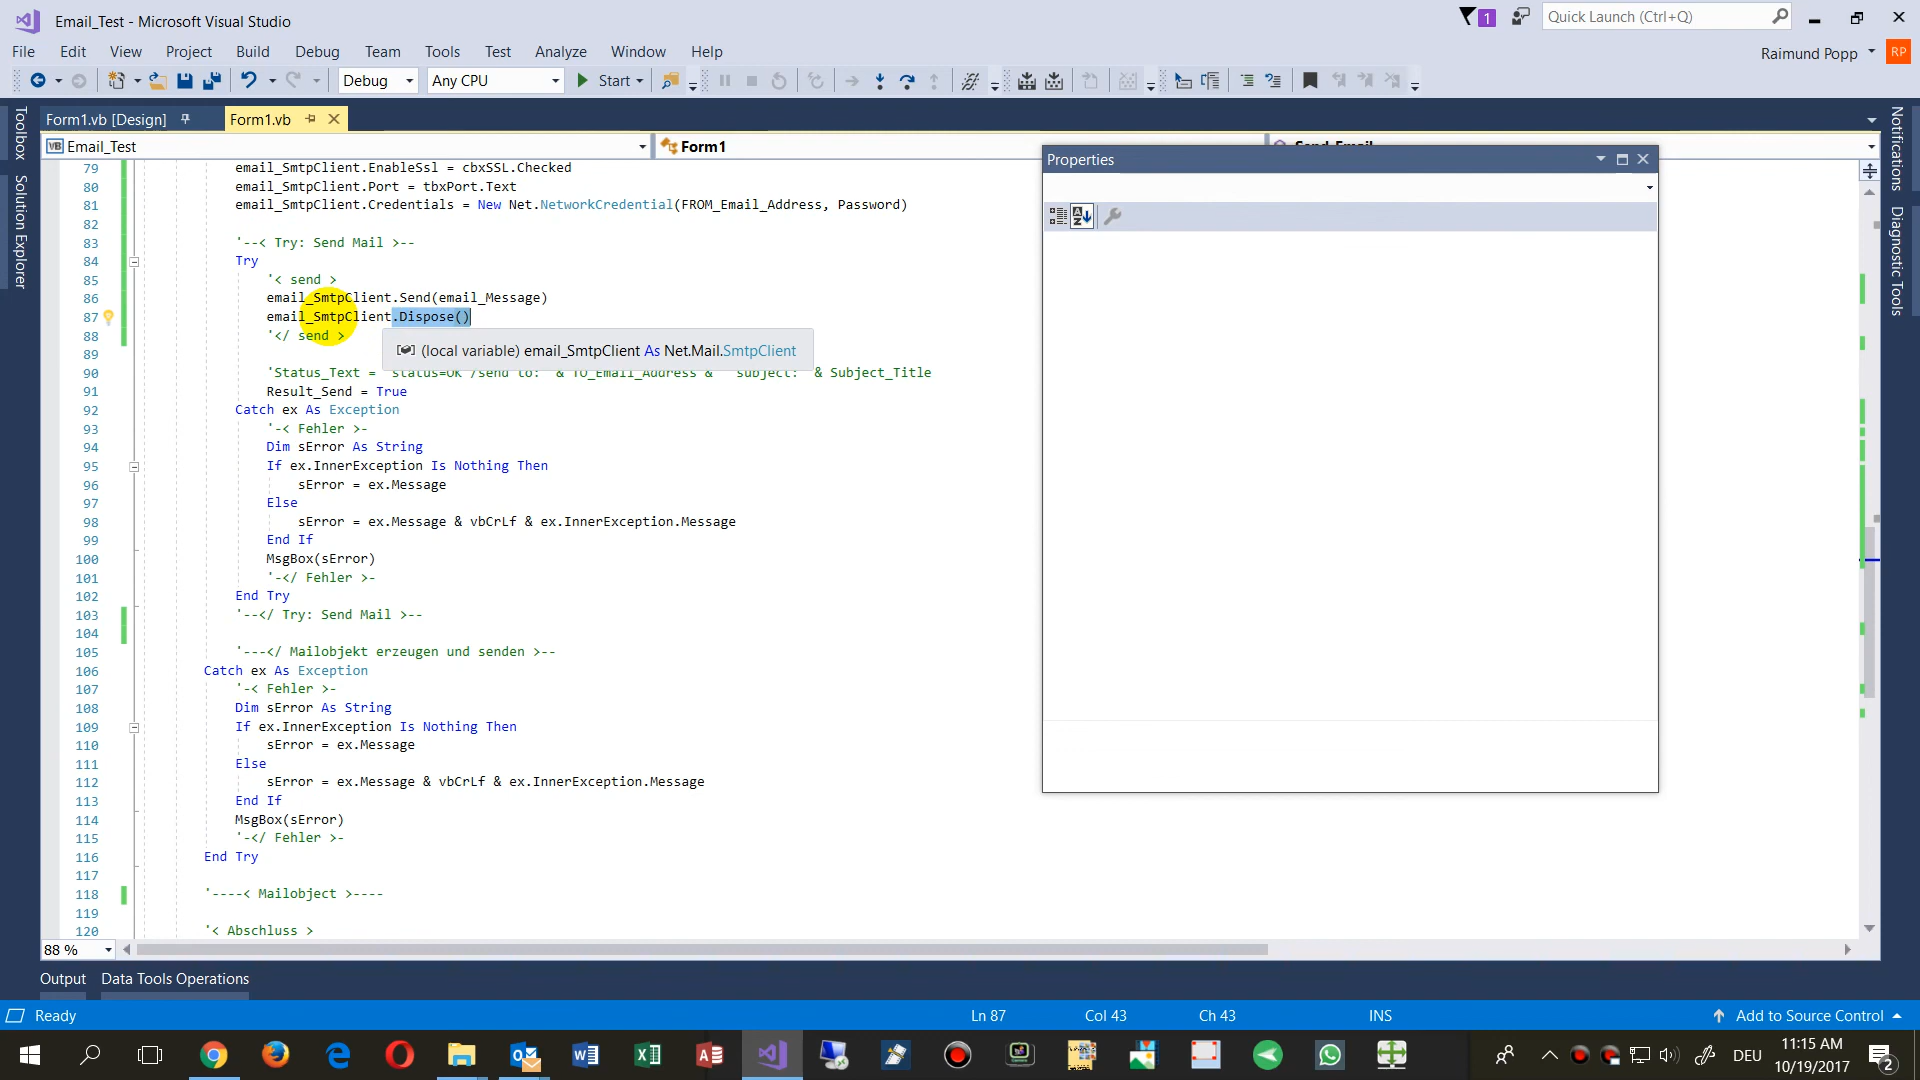 Email_Test - Microsoft Visual Studio
1
Quick Launch (Ctrl+Q)
File Edit View Project Build Debug Team Tools Test Analyze Window Help
Raimund Popp RP
Debug Any CPU Start
Form1.vb [Design] Form1.vb
Toolbox
Solution Explorer
Notifications
Diagnostic Tools
VB Email_Test
Form1
Properties
79 email_SmtpClient.EnableSsl = cbxSSL.Checked
80 email_SmtpClient.Port = tbxPort.Text
81 email_SmtpClient.Credentials = New Net.NetworkCredential(FROM_Email_Address, Password)
82
83 '--< Try: Send Mail >--
84 Try
85 '< send >
86 email_SmtpClient.Send(email_Message)
87 email_SmtpClient.Dispose()
88 '</ send >
(local variable) email_SmtpClient As Net.Mail.SmtpClient
89
90 'Status_Text = "status=OK /send to:" & TO_Email_Address & " subject:" & Subject_Title
91 Result_Send = True
92 Catch ex As Exception
93 '-< Fehler >-
94 Dim sError As String
95 If ex.InnerException Is Nothing Then
96 sError = ex.Message
97 Else
98 sError = ex.Message & vbCrLf & ex.InnerException.Message
99 End If
100 MsgBox(sError)
101 '-</ Fehler >-
102 End Try
103 '--</ Try: Send Mail >--
104
105 '---</ Mailobjekt erzeugen und senden >--
106 Catch ex As Exception
107 '-< Fehler >-
108 Dim sError As String
109 If ex.InnerException Is Nothing Then
110 sError = ex.Message
111 Else
112 sError = ex.Message & vbCrLf & ex.InnerException.Message
113 End If
114 MsgBox(sError)
115 '-</ Fehler >-
116 End Try
117
118 '----< Mailobject >----
119
120 '< Abschluss >
88 %
Output Data Tools Operations
Ready Ln 87 Col 43 Ch 43 INS Add to Source Control
DEU 11:15 AM 2
10/19/2017